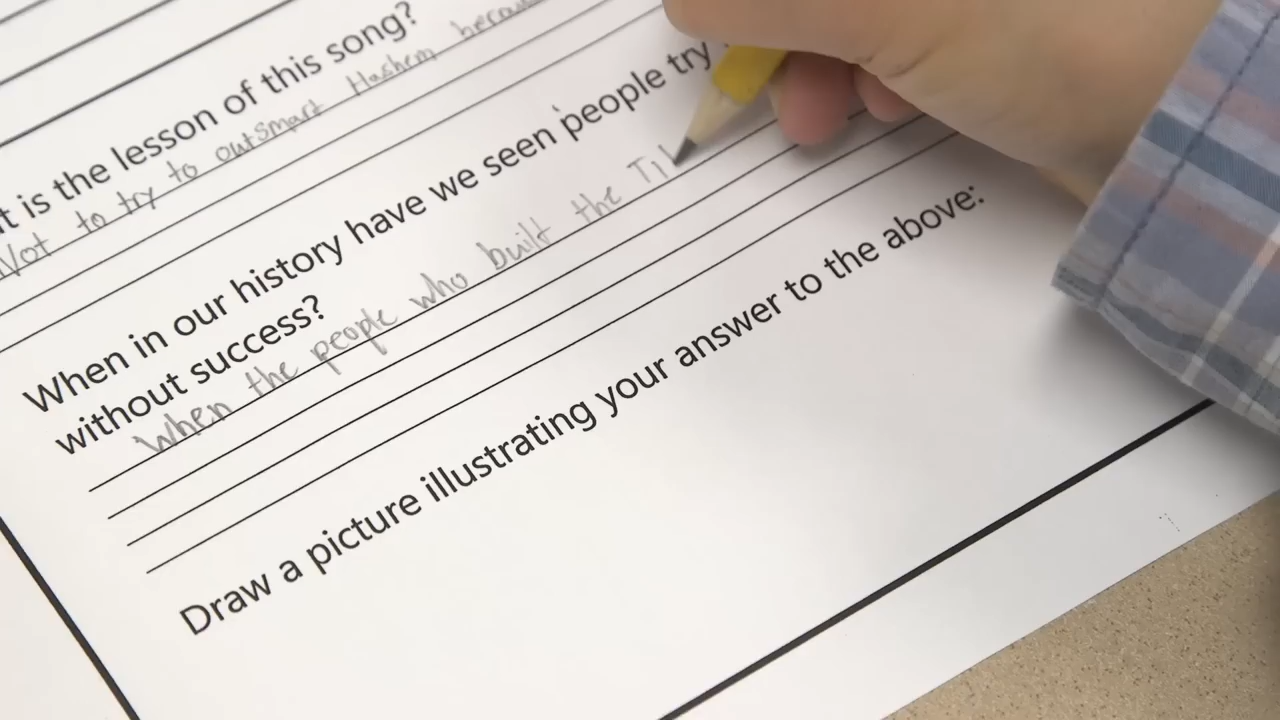 t is the lesson of this song?
Not to try to outsmart Hashem
When in our history have we seen people try
without success?
When the people who built the Ti
Draw a picture illustrating your answer to the above: